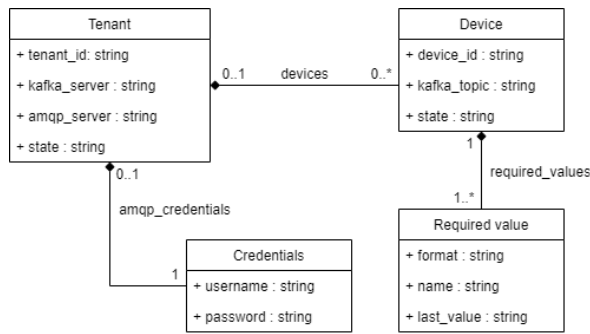 Tenant
+ tenant_id: string
+ kafka_server : string
+ amqp_server : string
+ state : string
0..1
devices
0..*
Device
+ device_id : string
+ kafka_topic : string
+ state : string
1
required_values
1..*
0..1
amqp_credentials
1
Credentials
+ username : string
+ password : string
Required value
+ format : string
+ name : string
+ last_value : string